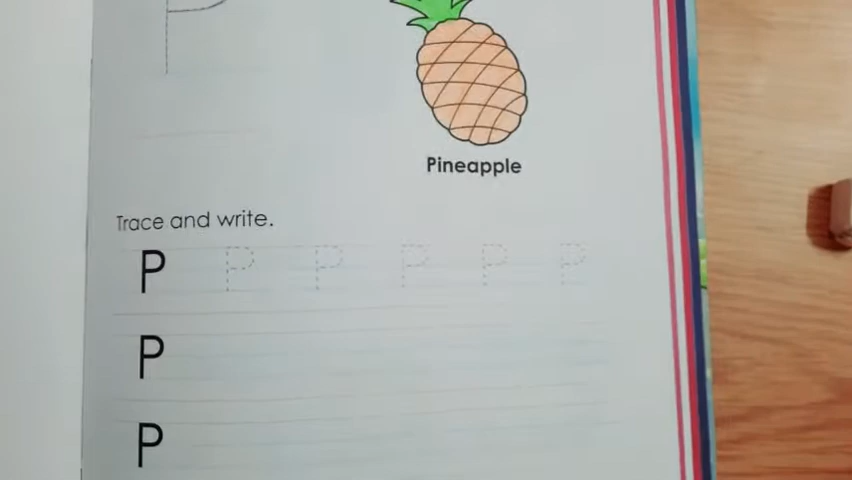 P
Pineapple
Trace and write.
P P P P P P
P
P